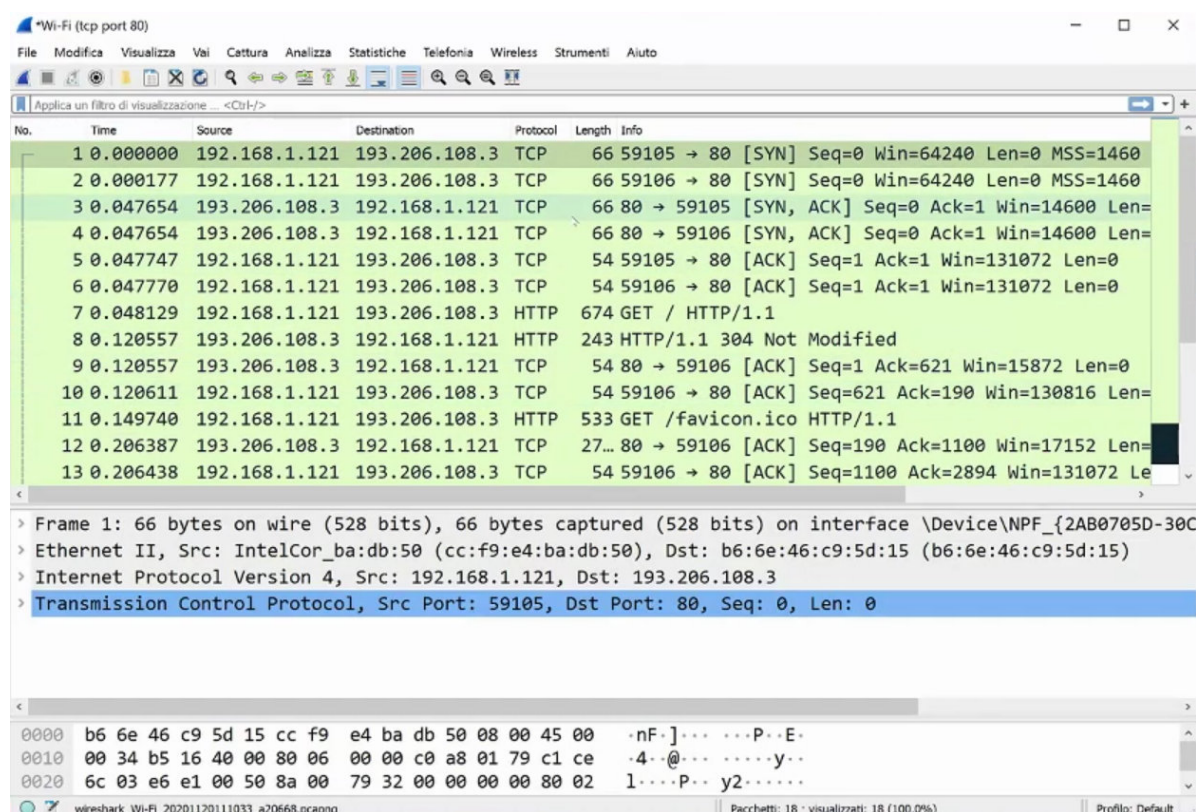 *Wi-Fi (tcp port 80)
File Modifica Visualizza Vai Cattura Analizza Statistiche Telefonia Wireless Strumenti Aiuto
Applica un filtro di visualizzazione ... <Ctrl-/>
No. Time Source Destination Protocol Length Info
1 0.000000 192.168.1.121 193.206.108.3 TCP 66 59105 → 80 [SYN] Seq=0 Win=64240 Len=0 MSS=1460
2 0.000177 192.168.1.121 193.206.108.3 TCP 66 59106 → 80 [SYN] Seq=0 Win=64240 Len=0 MSS=1460
3 0.047654 193.206.108.3 192.168.1.121 TCP 66 80 → 59105 [SYN, ACK] Seq=0 Ack=1 Win=14600 Len=
4 0.047654 193.206.108.3 192.168.1.121 TCP 66 80 → 59106 [SYN, ACK] Seq=0 Ack=1 Win=14600 Len=
5 0.047747 192.168.1.121 193.206.108.3 TCP 54 59105 → 80 [ACK] Seq=1 Ack=1 Win=131072 Len=0
6 0.047770 192.168.1.121 193.206.108.3 TCP 54 59106 → 80 [ACK] Seq=1 Ack=1 Win=131072 Len=0
7 0.048129 192.168.1.121 193.206.108.3 HTTP 674 GET / HTTP/1.1
8 0.120557 193.206.108.3 192.168.1.121 HTTP 243 HTTP/1.1 304 Not Modified
9 0.120557 193.206.108.3 192.168.1.121 TCP 54 80 → 59106 [ACK] Seq=1 Ack=621 Win=15872 Len=0
10 0.120611 192.168.1.121 193.206.108.3 TCP 54 59106 → 80 [ACK] Seq=621 Ack=190 Win=130816 Len=
11 0.149740 192.168.1.121 193.206.108.3 HTTP 533 GET /favicon.ico HTTP/1.1
12 0.206387 193.206.108.3 192.168.1.121 TCP 27… 80 → 59106 [ACK] Seq=190 Ack=1100 Win=17152 Len=
13 0.206438 192.168.1.121 193.206.108.3 TCP 54 59106 → 80 [ACK] Seq=1100 Ack=2894 Win=131072 Le
Frame 1: 66 bytes on wire (528 bits), 66 bytes captured (528 bits) on interface \Device\NPF_{2AB0705D-30C
Ethernet II, Src: IntelCor_ba:db:50 (cc:f9:e4:ba:db:50), Dst: b6:6e:46:c9:5d:15 (b6:6e:46:c9:5d:15)
Internet Protocol Version 4, Src: 192.168.1.121, Dst: 193.206.108.3
Transmission Control Protocol, Src Port: 59105, Dst Port: 80, Seq: 0, Len: 0
0000 b6 6e 46 c9 5d 15 cc f9 e4 ba db 50 08 00 45 00 ·nF·]··· ···P··E·
0010 00 34 b5 16 40 00 80 06 00 00 c0 a8 01 79 c1 ce ·4··@··· ·····y··
0020 6c 03 e6 e1 00 50 8a 00 79 32 00 00 00 00 80 02 l····P·· y2······
wireshark_Wi-Fi_20201120111033_a20668.pcapng Pacchetti: 18 · visualizzati: 18 (100.0%) Profilo: Default